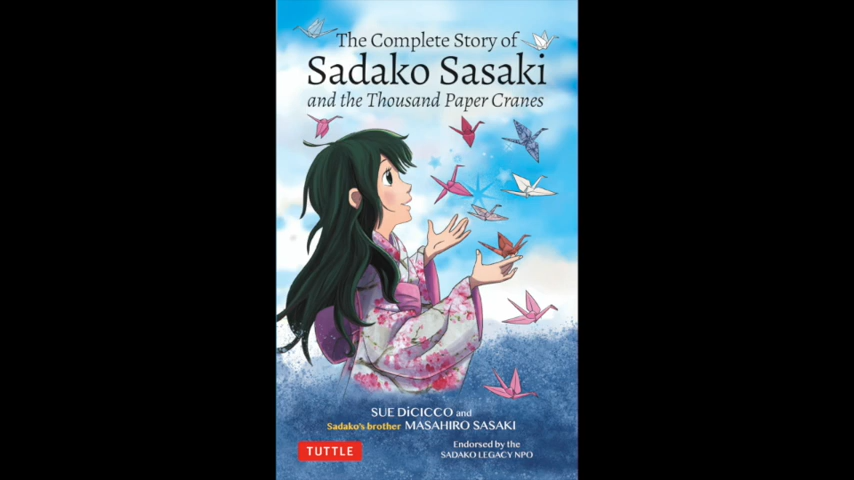 The Complete Story of
Sadako Sasaki
and the Thousand Paper Cranes
SUE DiCICCO and
Sadako's brother MASAHIRO SASAKI
TUTTLE
Endorsed by the
SADAKO LEGACY NPO